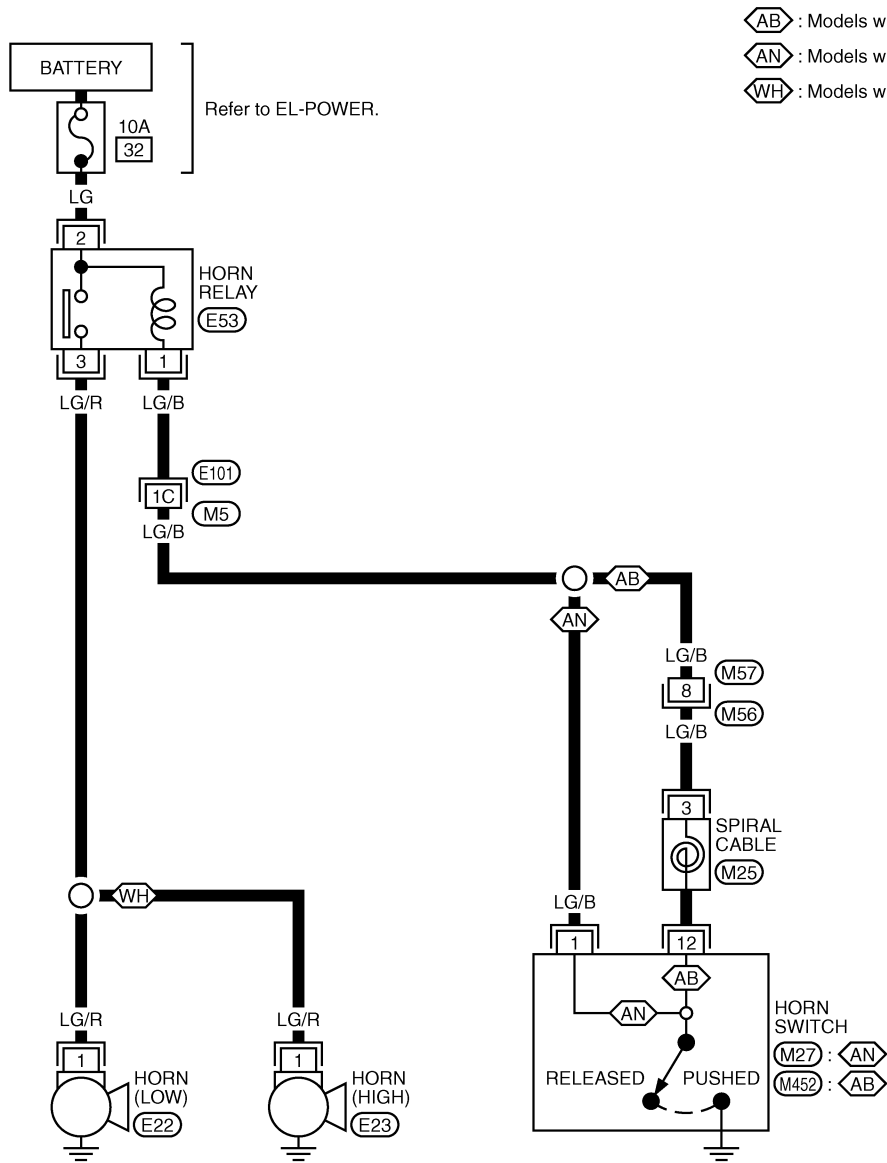 AB : Models w
AN : Models w
WH : Models w
BATTERY
Refer to EL-POWER.
10A
32
LG
2
HORN
RELAY
E53
3
1
LG/R
LG/B
E101
1C
M5
LG/B
AB
AN
LG/B
M57
8
M56
LG/B
3
SPIRAL
CABLE
M25
WH
LG/B
1
12
AB
AN
HORN
SWITCH
M27 : AN
M452 : AB
RELEASED
PUSHED
LG/R
LG/R
1
1
HORN
(LOW)
E22
HORN
(HIGH)
E23